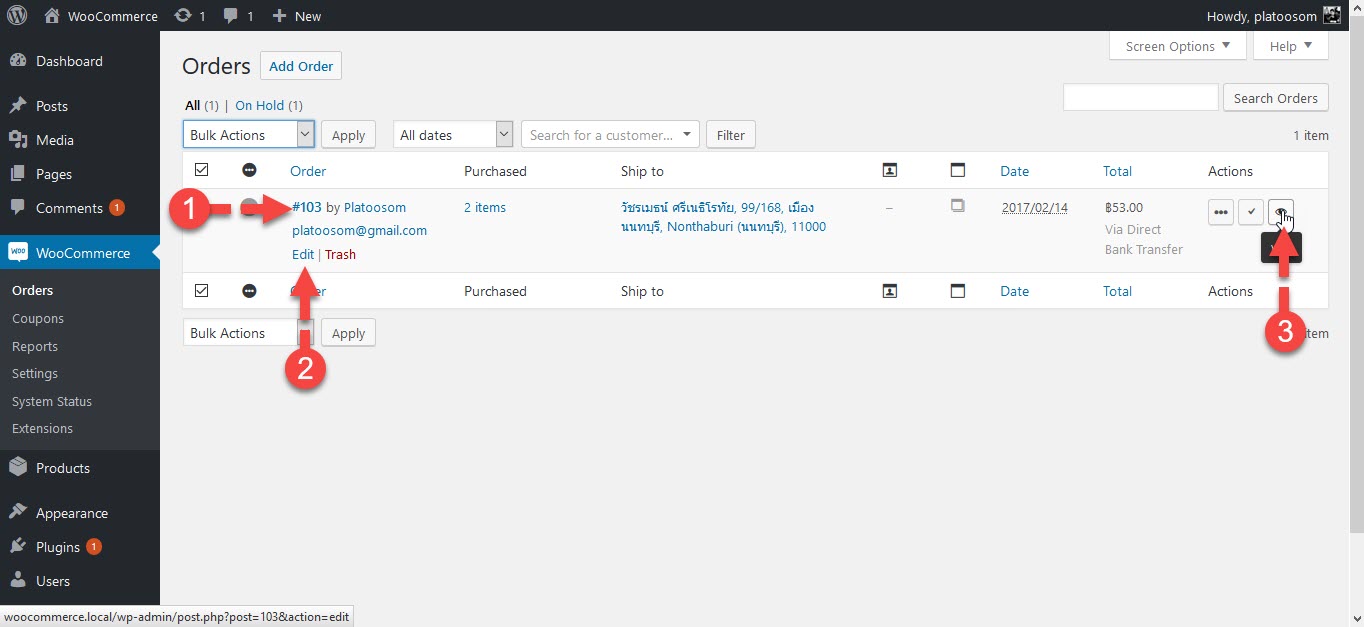 WooCommerce 1 1 New Howdy, platoosom
Screen Options Help
Dashboard
Posts
Media
Pages
Comments 1
WooCommerce
Orders
Coupons
Reports
Settings
System Status
Extensions
Products
Appearance
Plugins 1
Users
Orders Add Order
All (1) | On Hold (1)
Search Orders
Bulk Actions Apply All dates Search for a customer... Filter 1 item
Order Purchased Ship to Date Total Actions
1 #103 by Platoosom 2 items วัชรเมธน์ ศรีเนธิโรทัย, 99/168, เมือง – 2017/02/14 ฿53.00
platoosom@gmail.com นนทบุรี, Nonthaburi (นนทบุรี), 11000 Via Direct
Edit | Trash Bank Transfer
Purchased Ship to Date Total Actions
Bulk Actions Apply
2
3
woocommerce.local/wp-admin/post.php?post=103&action=edit